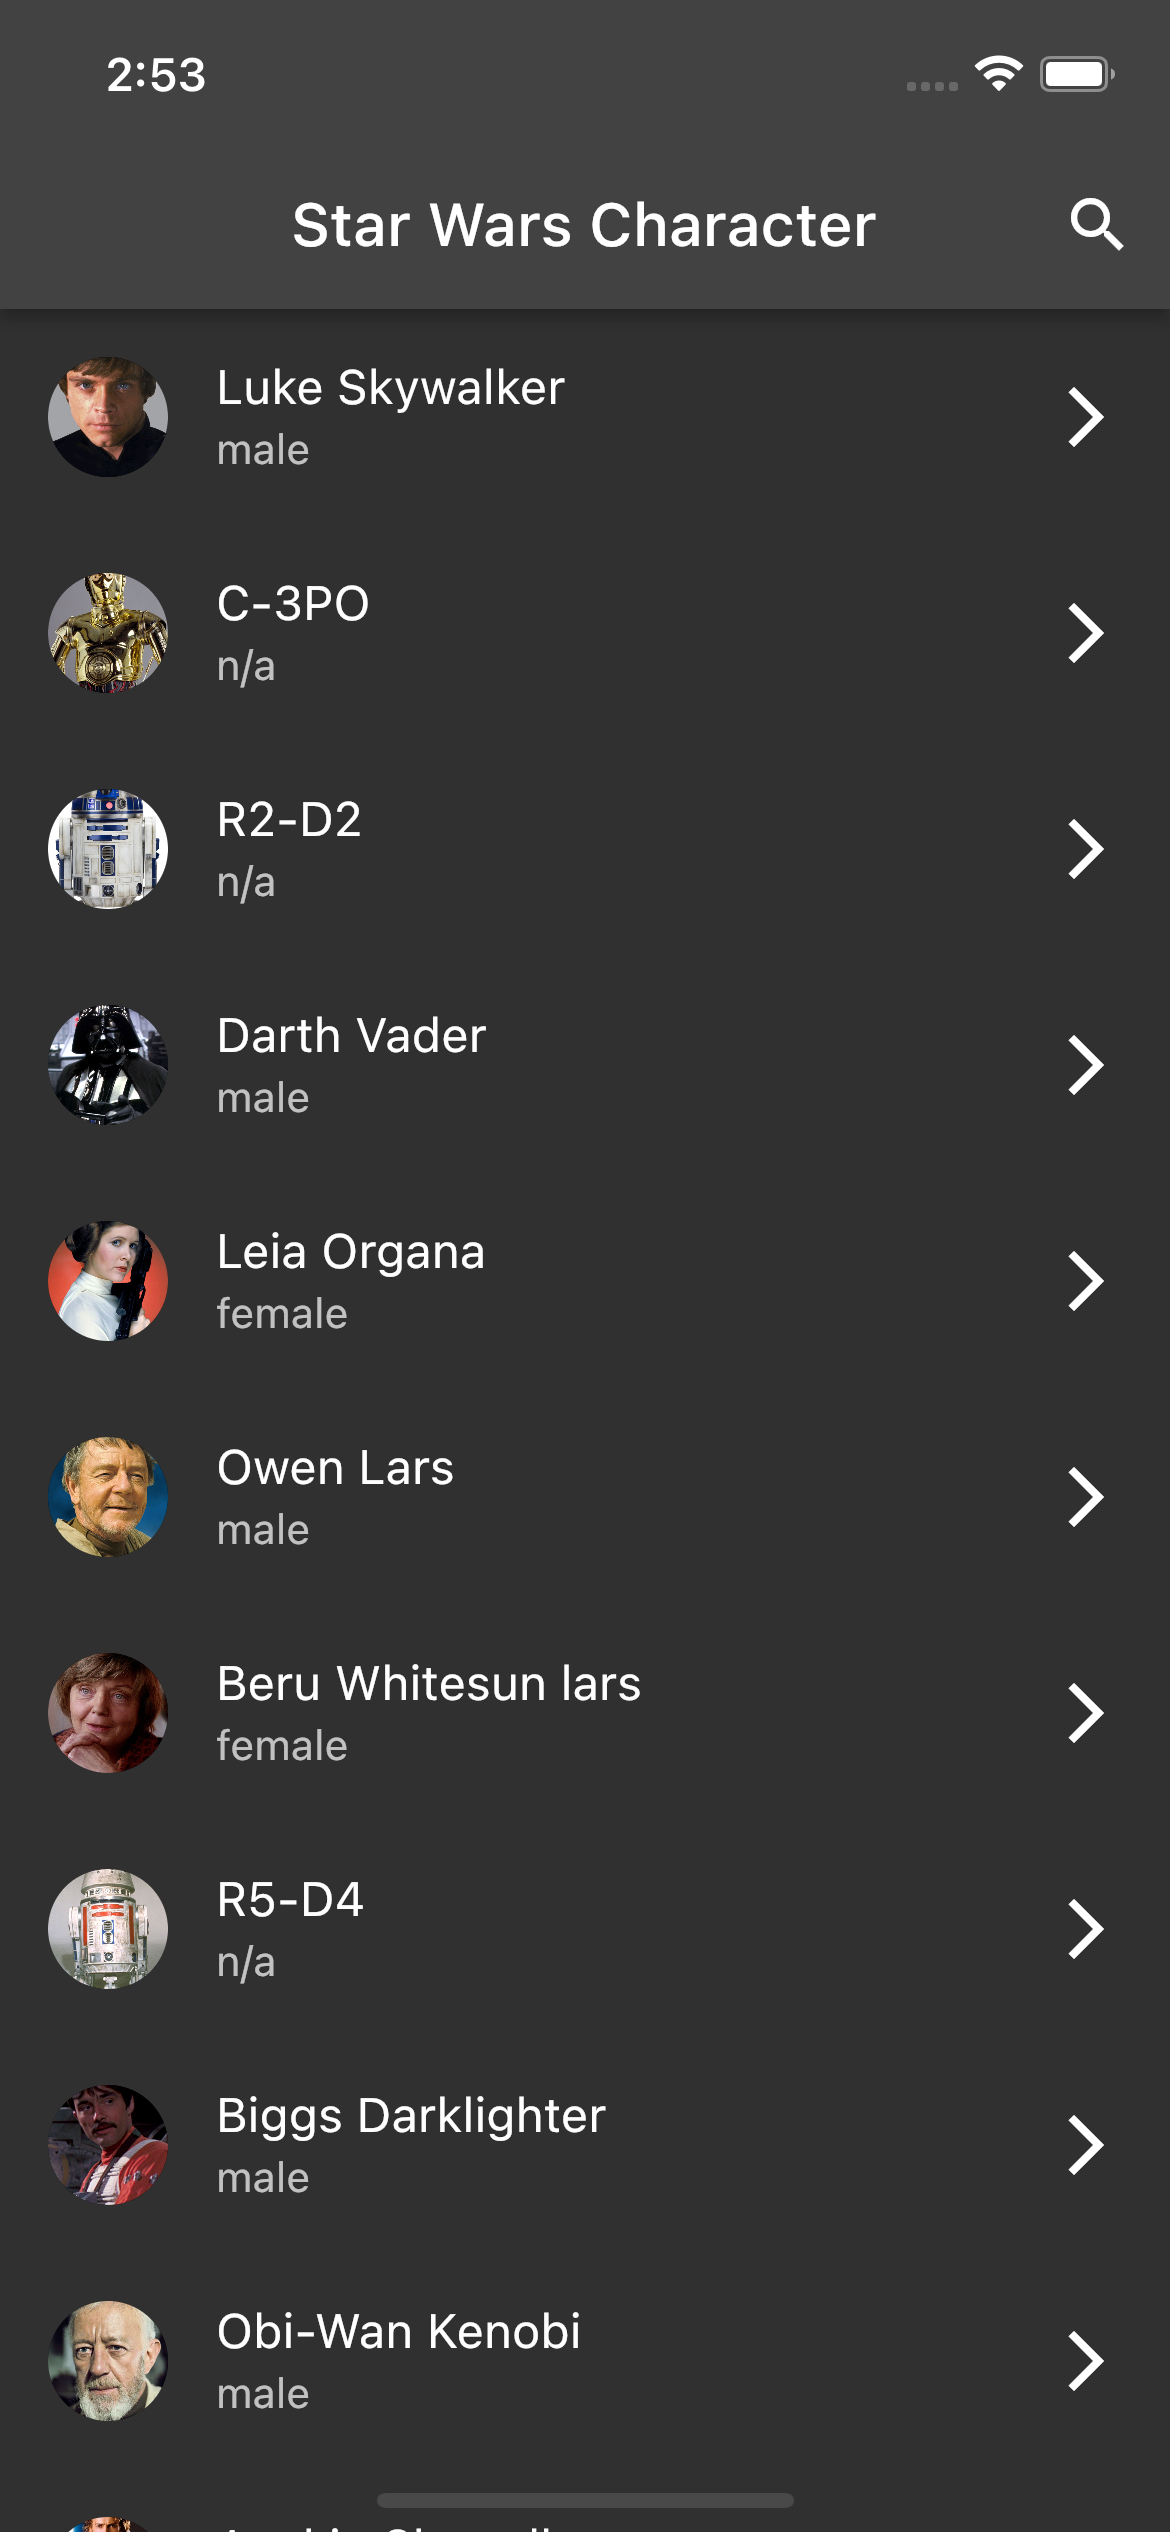 2:53
Star Wars Character
Luke Skywalker
male
C-3PO
n/a
R2-D2
n/a
Darth Vader
male
Leia Organa
female
Owen Lars
male
Beru Whitesun lars
female
R5-D4
n/a
Biggs Darklighter
male
Obi-Wan Kenobi
male